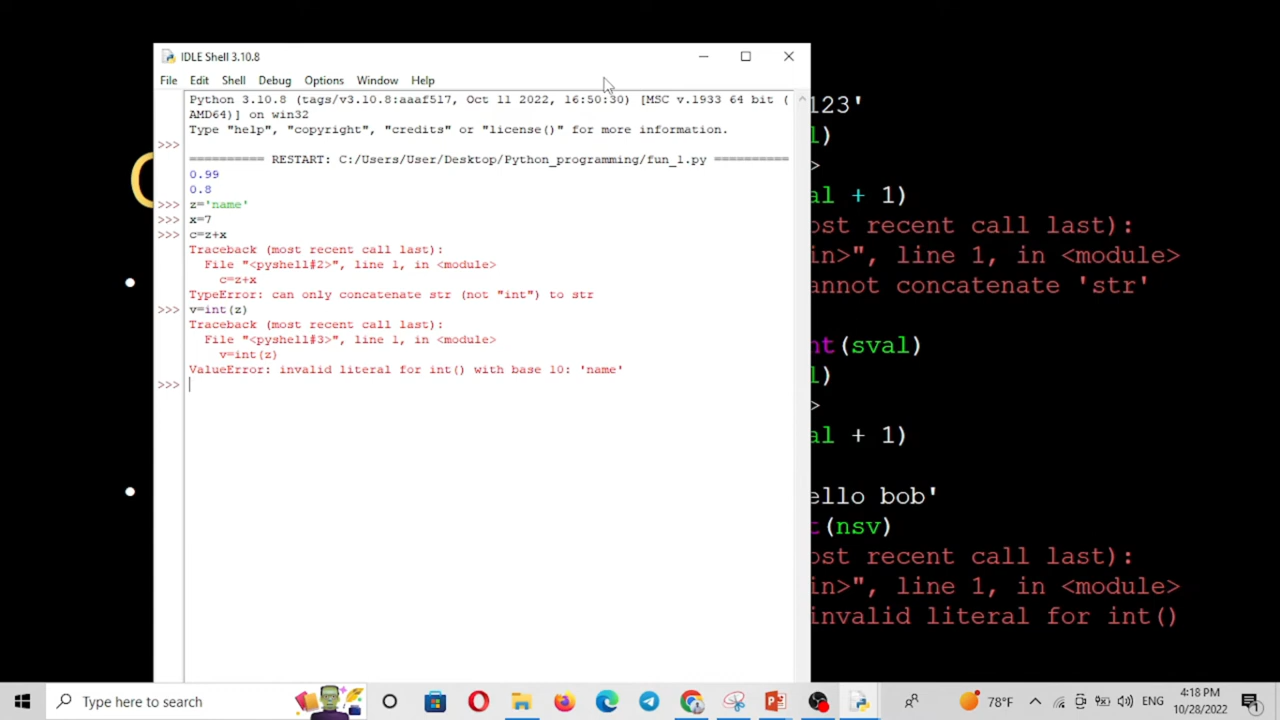 IDLE Shell 3.10.8
File Edit Shell Debug Options Window Help
Python 3.10.8 (tags/v3.10.8:aaaf517, Oct 11 2022, 16:50:30) [MSC v.1933 64 bit (
AMD64)] on win32
Type "help", "copyright", "credits" or "license()" for more information.
>>>
========== RESTART: C:/Users/User/Desktop/Python_programming/fun_1.py ==========
0.99
0.8
>>> z='name'
>>> x=7
>>> c=z+x
Traceback (most recent call last):
File "<pyshell#2>", line 1, in <module>
c=z+x
TypeError: can only concatenate str (not "int") to str
>>> v=int(z)
Traceback (most recent call last):
File "<pyshell#3>", line 1, in <module>
v=int(z)
ValueError: invalid literal for int() with base 10: 'name'
>>>
123'
l)
>
al + 1)
ost recent call last):
in>", line 1, in <module>
annot concatenate 'str'
nt(sval)
l)
>
al + 1)
ello bob'
t(nsv)
ost recent call last):
in>", line 1, in <module>
invalid literal for int()
Type here to search
78°F
ENG
4:18 PM
10/28/2022
1